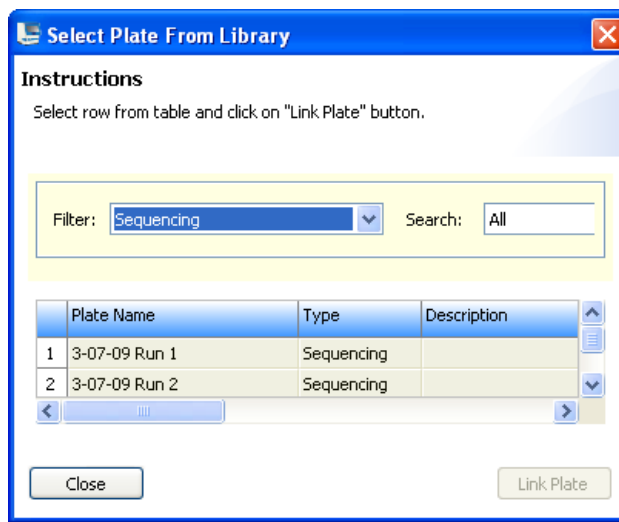 Select Plate From Library
Instructions
Select row from table and click on "Link Plate" button.
Filter: Sequencing Search: All
Plate Name Type Description
1 3-07-09 Run 1 Sequencing
2 3-07-09 Run 2 Sequencing
Close Link Plate